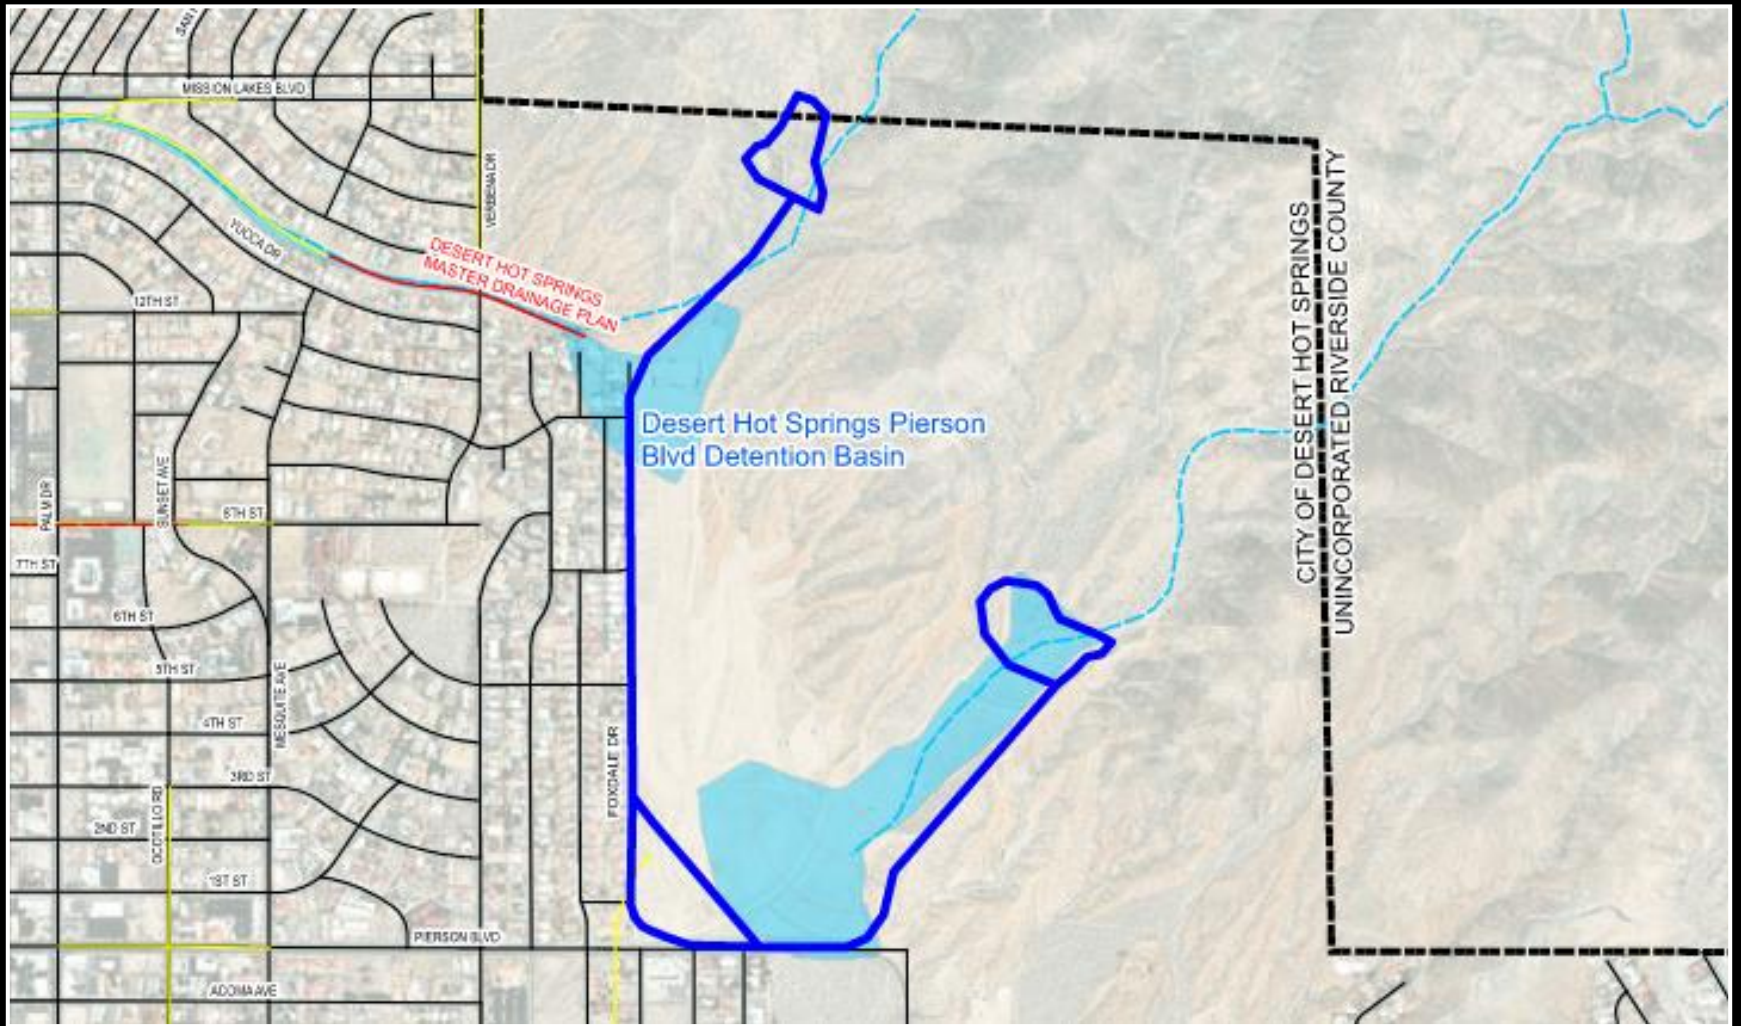 MISSION LAKES BLVD
VERBENA DR
YUCCA DR
DESERT HOT SPRINGS
MASTER DRAINAGE PLAN
12TH ST
CITY OF DESERT HOT SPRINGS
UNINCORPORATED RIVERSIDE COUNTY
Desert Hot Springs Pierson
Blvd Detention Basin
PALM DR
SUNSET AVE
8TH ST
7TH ST
6TH ST
5TH ST
MESQUITE AVE
4TH ST
FOXDALE DR
3RD ST
OCOTILLO RD
2ND ST
1ST ST
PIERSON BLVD
ACOMA AVE